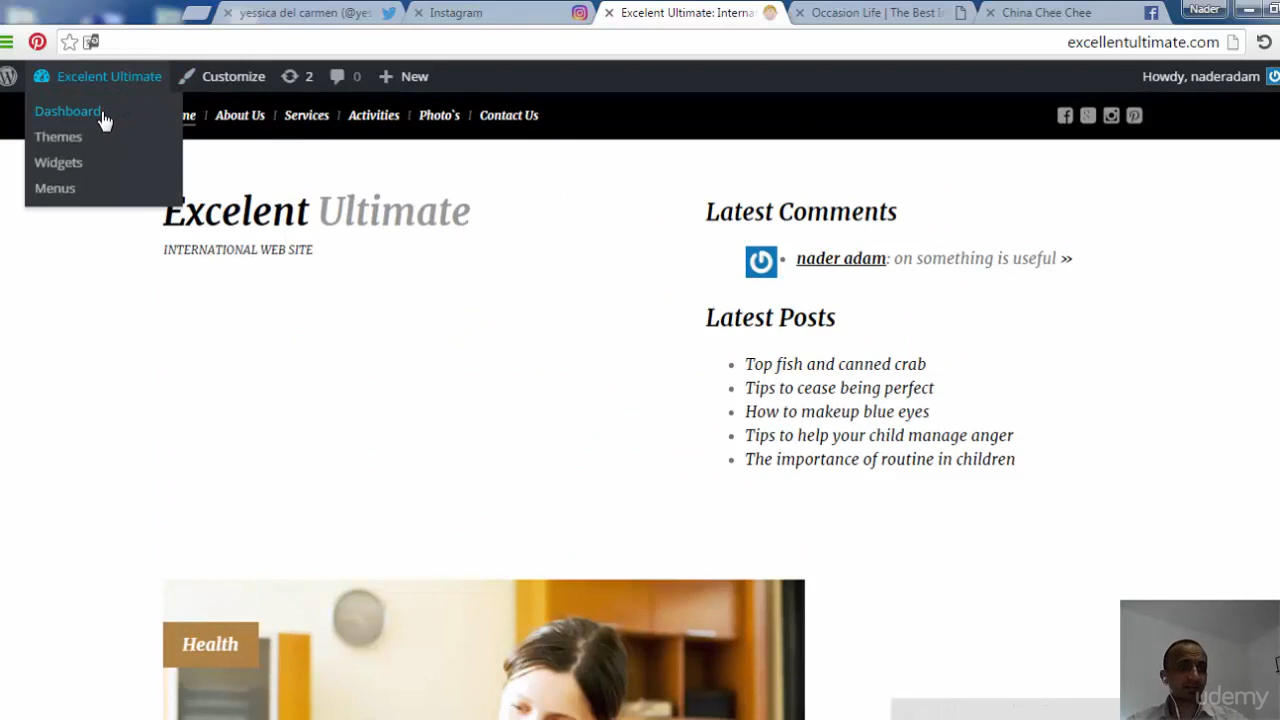 yessica del carmen (@yes
Instagram
Excelent Ultimate: Interna
Occasion Life | The Best I
China Chee Chee
Nader
excellentultimate.com
Excelent Ultimate
Customize
2
0
New
Howdy, naderadam
Dashboard
Themes
Widgets
Menus
me
About Us
Services
Activities
Photo`s
Contact Us
Excelent Ultimate
INTERNATIONAL WEB SITE
Latest Comments
nader adam: on something is useful »
Latest Posts
Top fish and canned crab
Tips to cease being perfect
How to makeup blue eyes
Tips to help your child manage anger
The importance of routine in children
Health
udemy